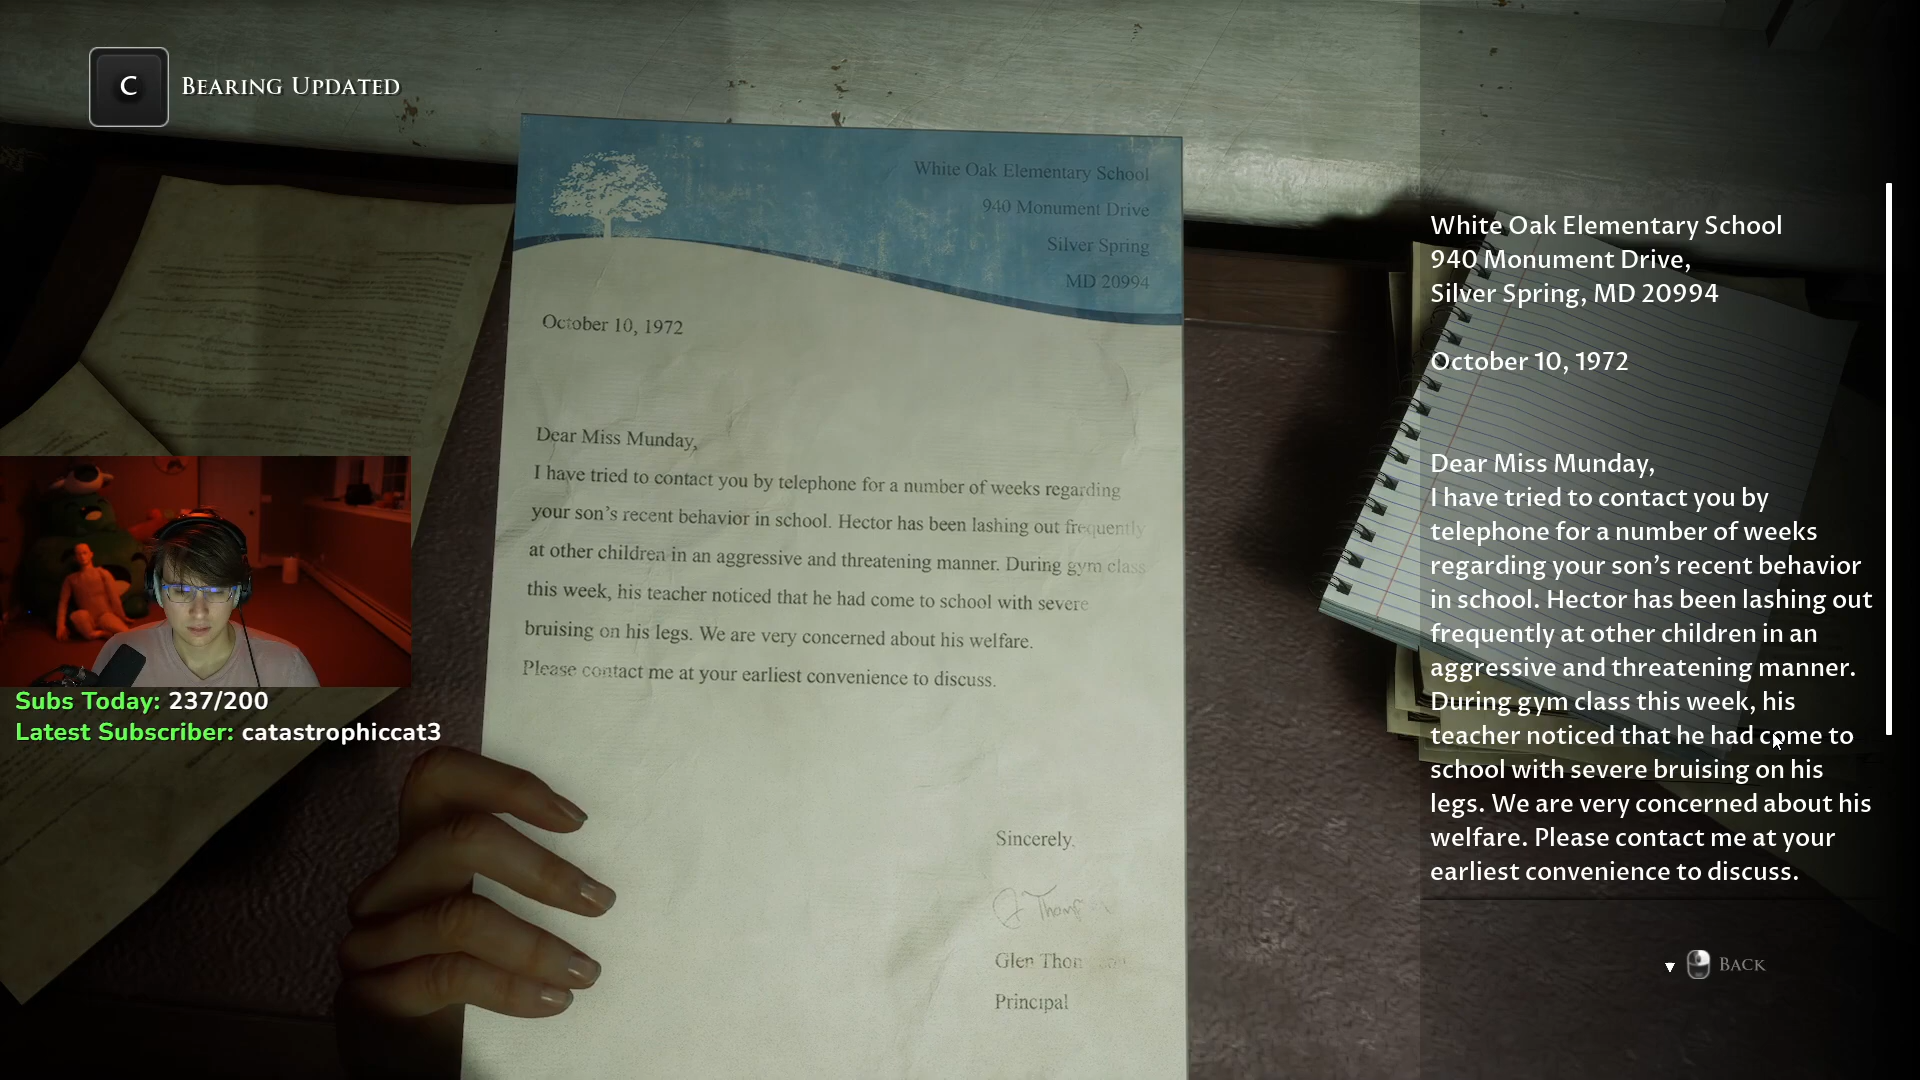 C
BEARING UPDATED
White Oak Elementary School
940 Monument Drive
Silver Spring
MD 20994
October 10, 1972
Dear Miss Munday,
I have tried to contact you by telephone for a number of weeks regarding
your son's recent behavior in school. Hector has been lashing out frequently
at other children in an aggressive and threatening manner. During gym class
this week, his teacher noticed that he had come to school with severe
bruising on his legs. We are very concerned about his welfare.
Please contact me at your earliest convenience to discuss.
Sincerely,
Glen
Principal
Subs Today: 237/200
Latest Subscriber: catastrophiccat3
White Oak Elementary School
940 Monument Drive,
Silver Spring, MD 20994
October 10, 1972
Dear Miss Munday,
I have tried to contact you by
telephone for a number of weeks
regarding your son's recent behavior
in school. Hector has been lashing out
frequently at other children in an
aggressive and threatening manner.
During gym class this week, his
teacher noticed that he had come to
school with severe bruising on his
legs. We are very concerned about his
welfare. Please contact me at your
earliest convenience to discuss.
BACK